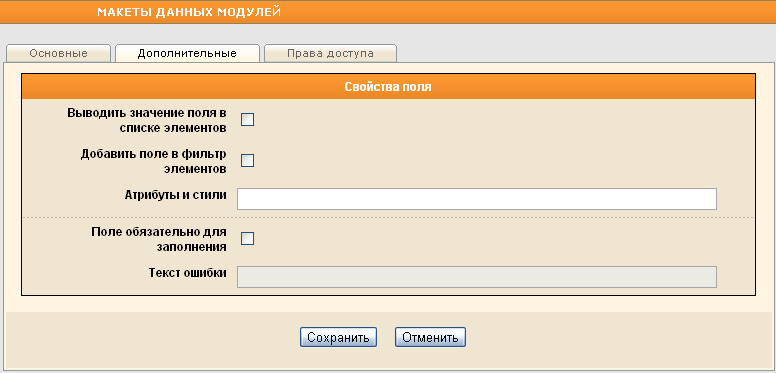 МАКЕТЫ ДАННЫХ МОДУЛЕЙ
Основные Дополнительные Права доступа
Свойства поля
Выводить значение поля в
списке элементов
Добавить поле в фильтр
элементов
Атрибуты и стили
Поле обязательно для
заполнения
Текст ошибки
Сохранить Отменить